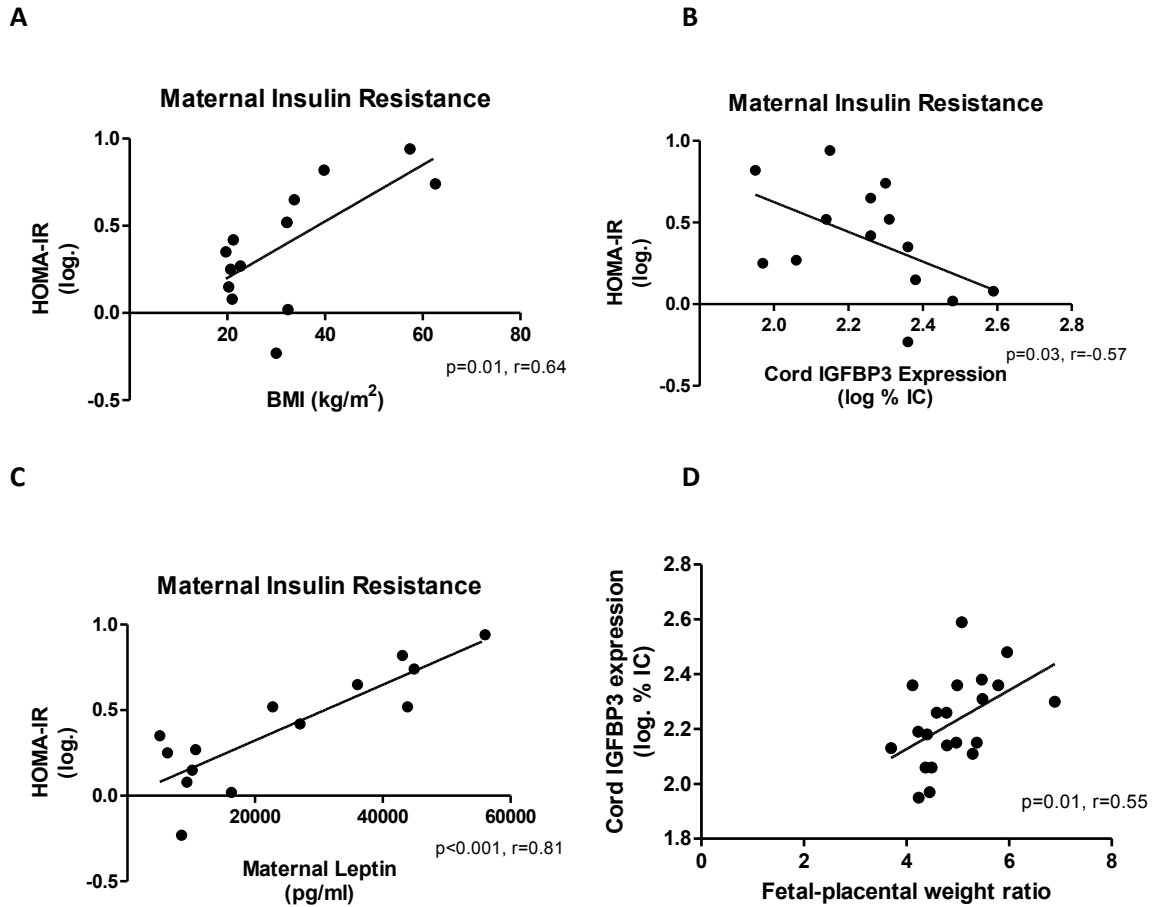 A
Maternal Insulin Resistance
1.0
0.5
0.0
-0.5
HOMA-IR
(log.)
20 40 60 80
p=0.01, r=0.64
BMI (kg/m²)
B
Maternal Insulin Resistance
1.0
0.5
0.0
-0.5
HOMA-IR
(log.)
2.0 2.2 2.4 2.6 2.8
p=0.03, r=-0.57
Cord IGFBP3 Expression
(log % IC)
C
Maternal Insulin Resistance
1.0
0.5
0.0
-0.5
HOMA-IR
(log.)
20000 40000 60000
p<0.001, r=0.81
Maternal Leptin
(pg/ml)
D
2.8
2.6
2.4
2.2
2.0
1.8
Cord IGFBP3 expression
(log. % IC)
p=0.01, r=0.55
0 2 4 6 8
Fetal-placental weight ratio